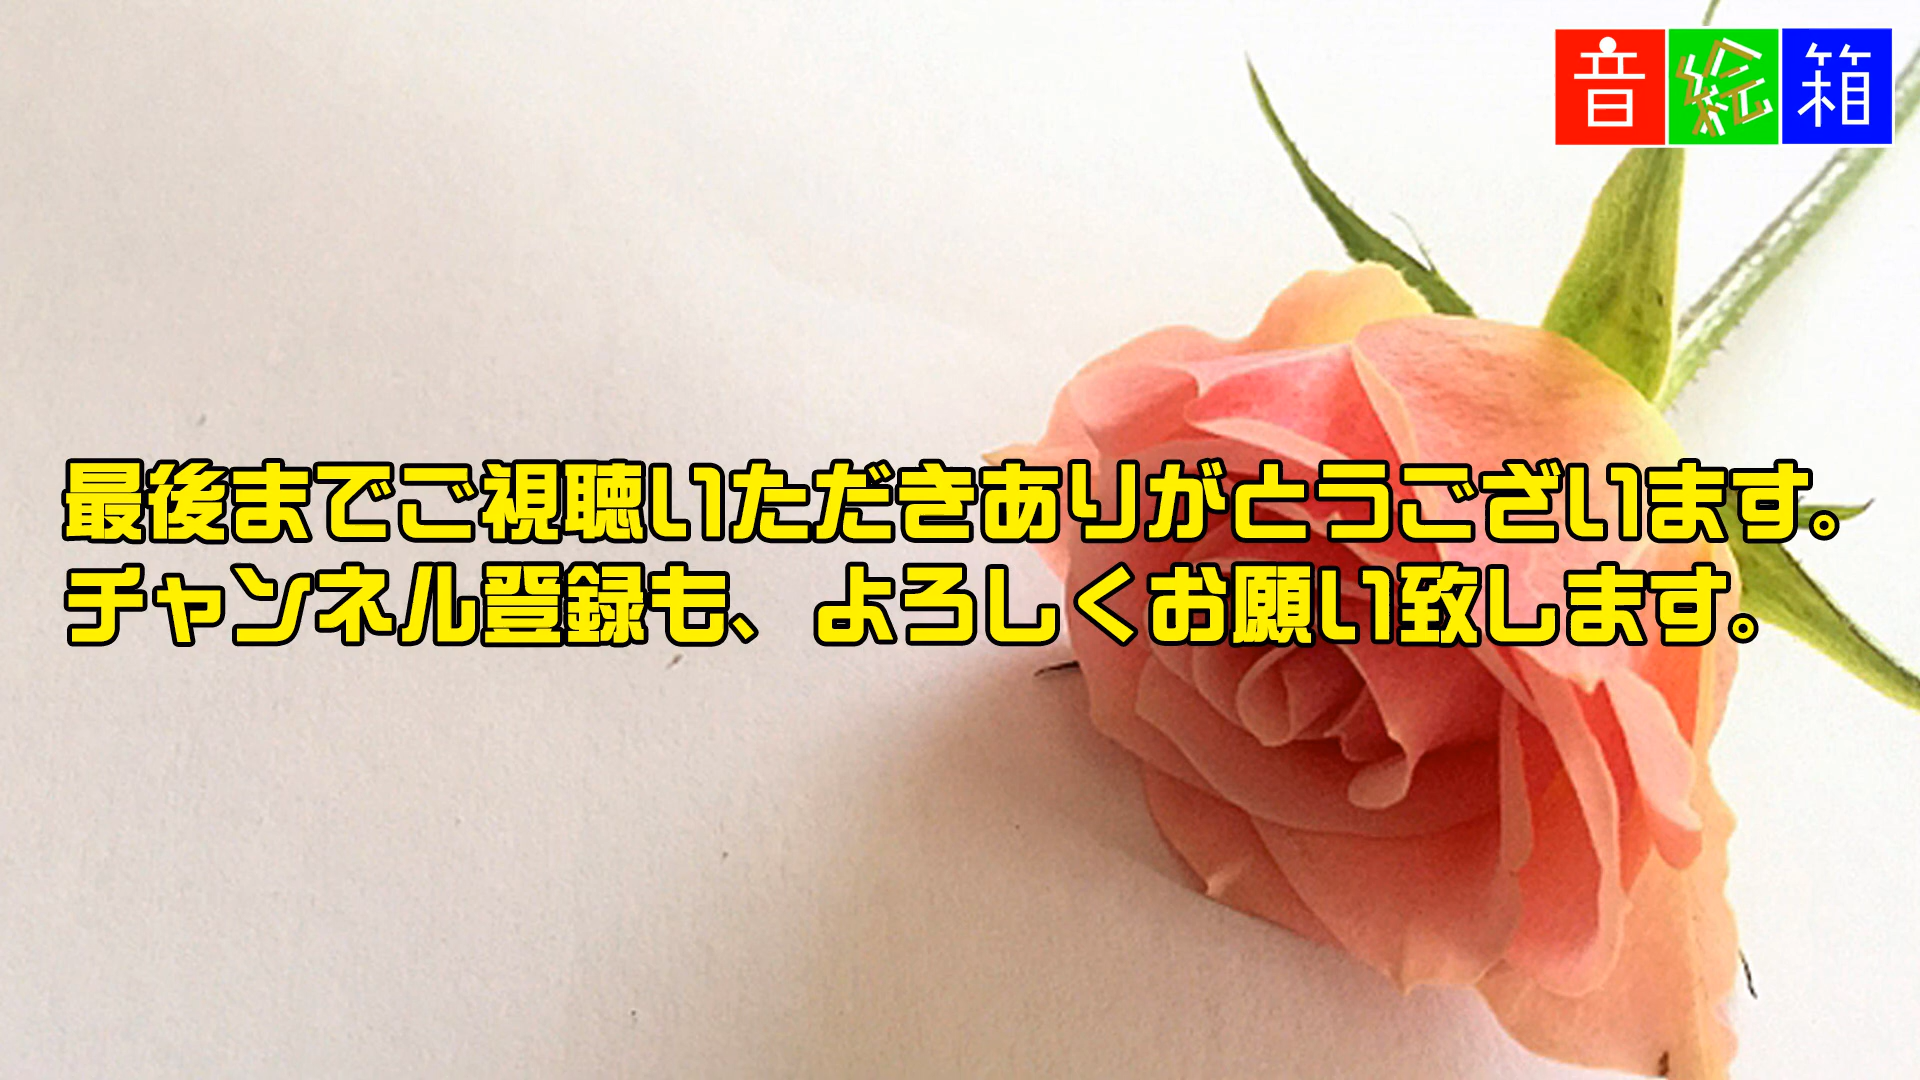 音絵箱
最後までご視聴いただきありがとうございます。
チャンネル登録も、よろしくお願い致します。